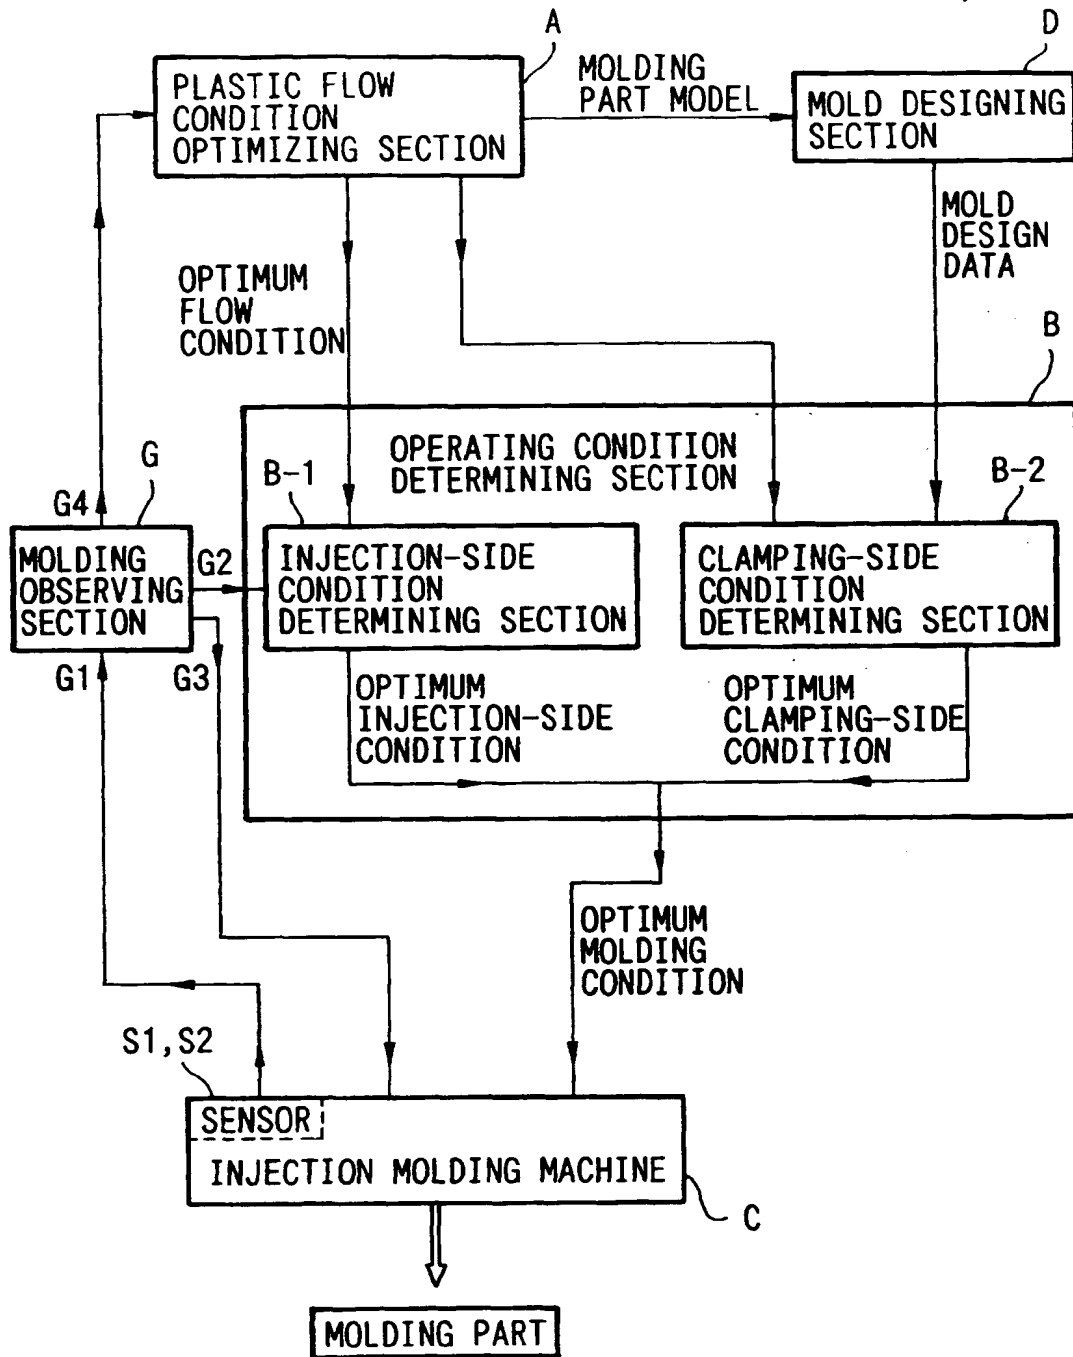 A
D
PLASTIC FLOW
CONDITION
OPTIMIZING SECTION
MOLDING
PART MODEL
MOLD DESIGNING
SECTION
MOLD
DESIGN
DATA
OPTIMUM
FLOW
CONDITION
B
OPERATING CONDITION
DETERMINING SECTION
G
B-1
B-2
G4
MOLDING
OBSERVING
SECTION
G2
INJECTION-SIDE
CONDITION
DETERMINING SECTION
CLAMPING-SIDE
CONDITION
DETERMINING SECTION
G1
G3
OPTIMUM
INJECTION-SIDE
CONDITION
OPTIMUM
CLAMPING-SIDE
CONDITION
OPTIMUM
MOLDING
CONDITION
S1,S2
SENSOR
INJECTION MOLDING MACHINE
C
MOLDING PART